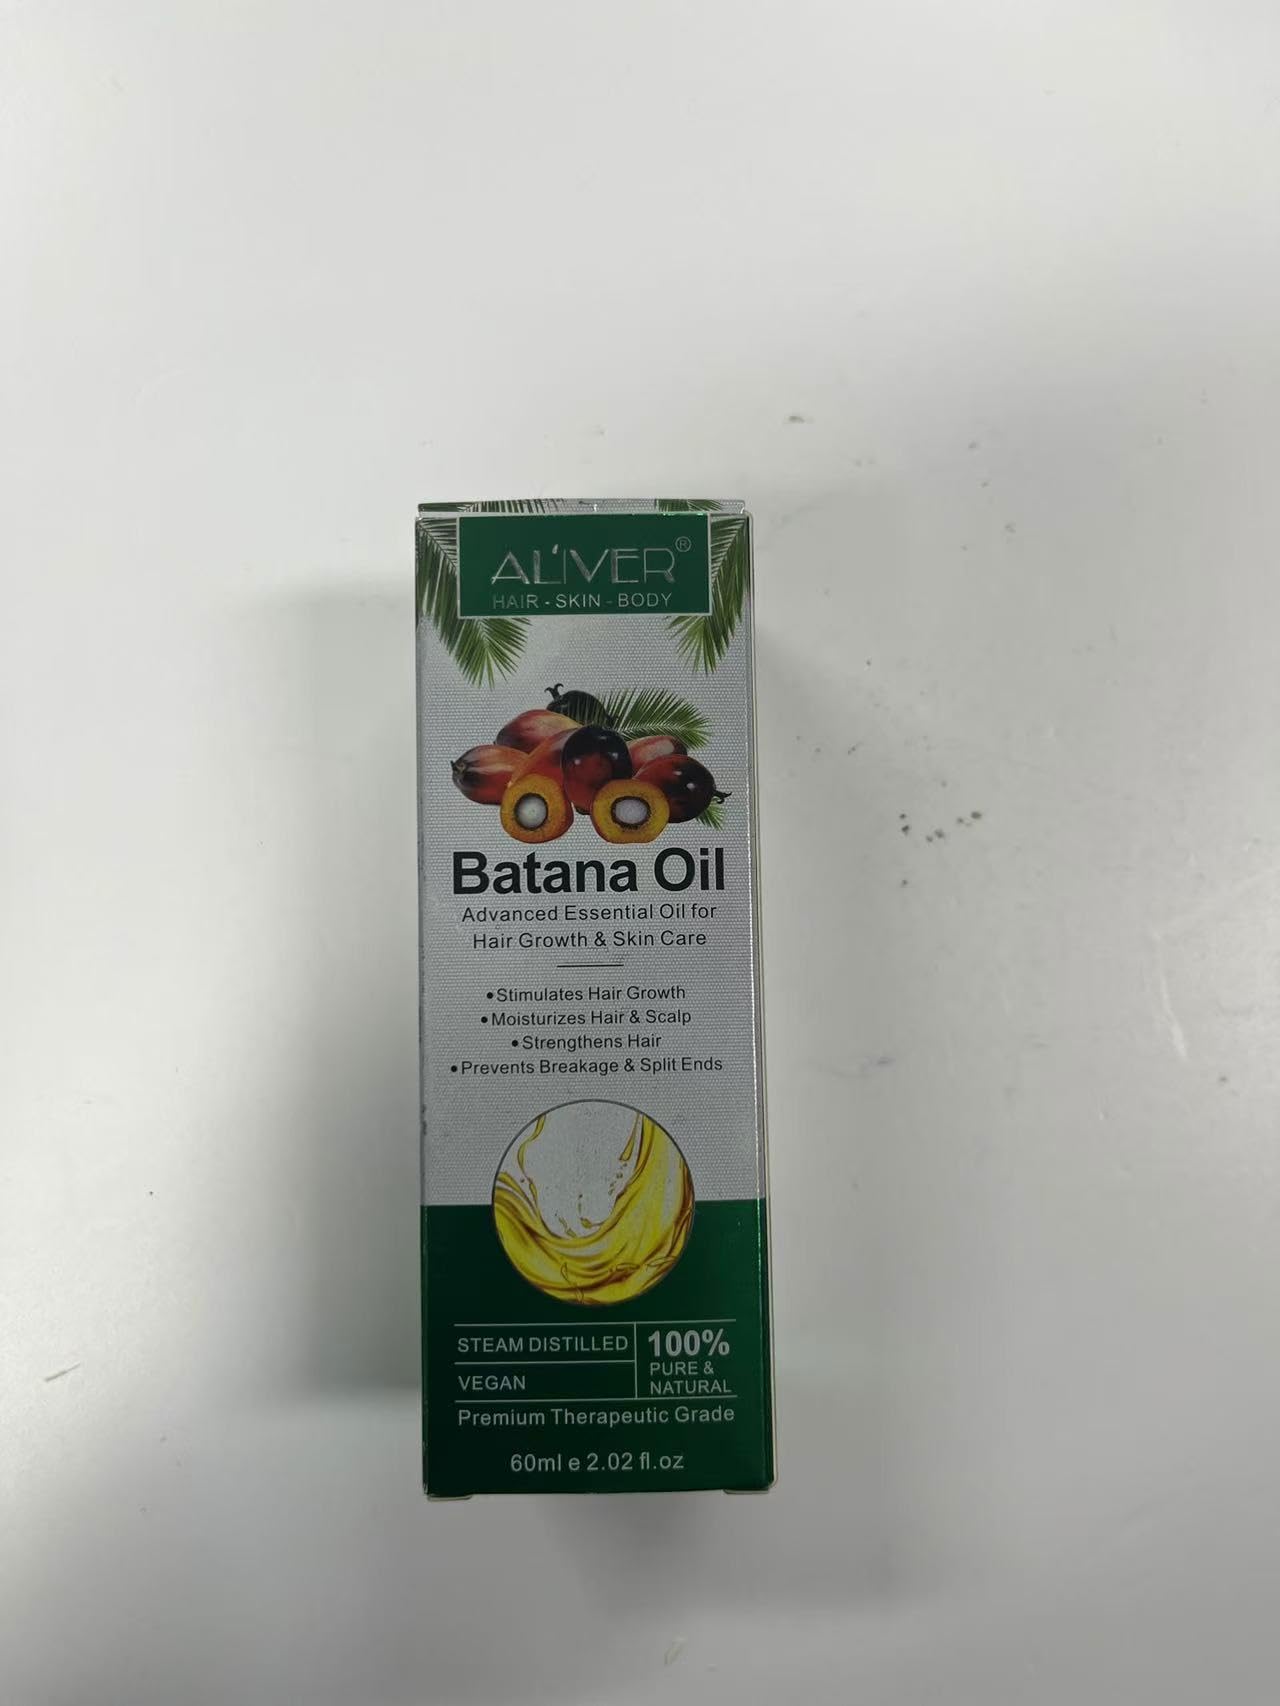 AL'IVER®
HAIR - SKIN - BODY
Batana Oil
Advanced Essential Oil for
Hair Growth & Skin Care
•Stimulates Hair Growth
•Moisturizes Hair & Scalp
•Strengthens Hair
•Prevents Breakage & Split Ends
STEAM DISTILLED
VEGAN
100%
PURE &
NATURAL
Premium Therapeutic Grade
60ml e 2.02 fl.oz